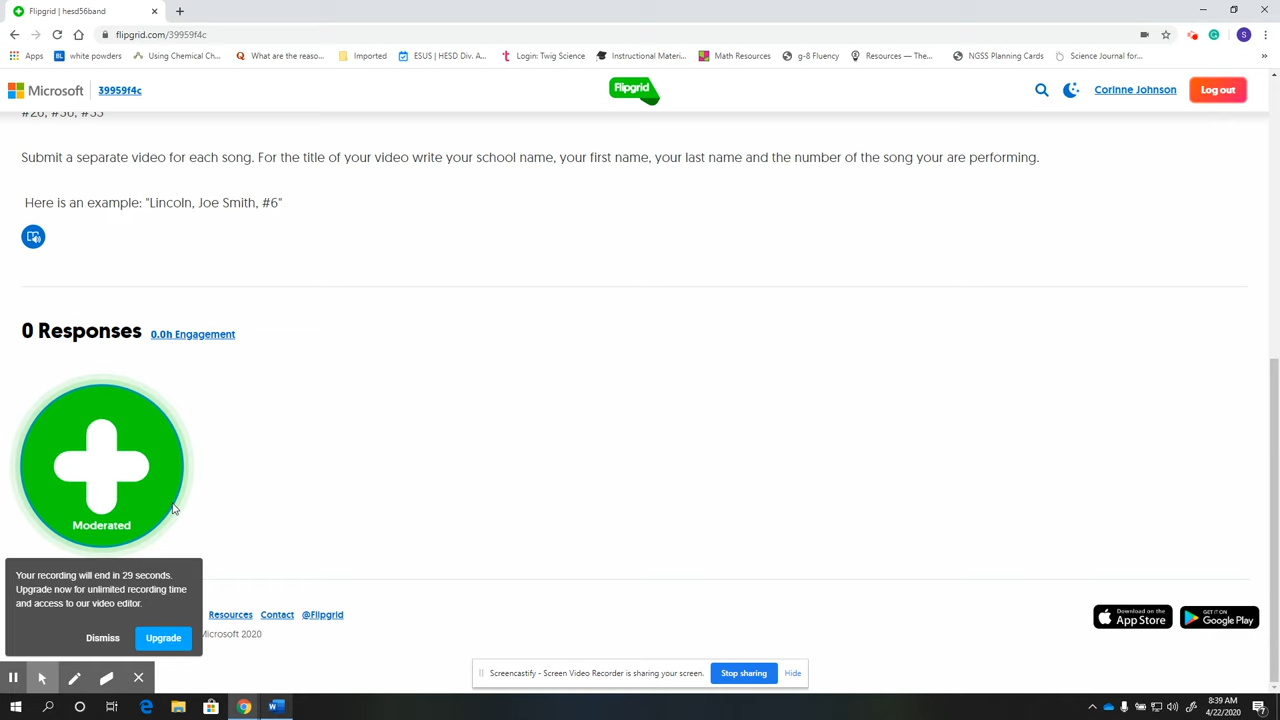 Flipgrid | hesd56band
flipgrid.com/39959f4c
S
Apps
BL white powders
Using Chemical Ch...
What are the reaso...
Imported
ESUS | HESD Div. A...
Login: Twig Science
Instructional Materi...
Math Resources
g-8 Fluency
Resources — The...
NGSS Planning Cards
Science Journal for...
Microsoft
39959f4c
Flipgrid
Corinne Johnson
Log out
Submit a separate video for each song. For the title of your video write your school name, your first name, your last name and the number of the song your are performing.
Here is an example: "Lincoln, Joe Smith, #6"
0 Responses 0.0h Engagement
Moderated
Your recording will end in 29 seconds.
Upgrade now for unlimited recording time
and access to our video editor.
Dismiss
Upgrade
Resources
Contact
@Flipgrid
Microsoft 2020
Download on the
App Store
GET IT ON
Google Play
Screencastify - Screen Video Recorder is sharing your screen.
Stop sharing
Hide
8:39 AM
4/22/2020